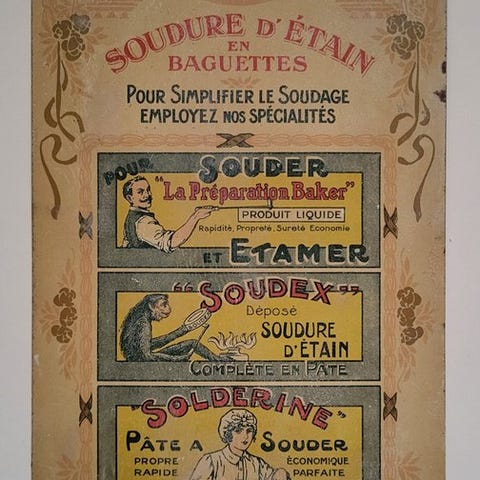 SOUDURE D'ÉTAIN
EN
BAGUETTES
POUR SIMPLIFIER LE SOUDAGE
EMPLOYEZ NOS SPÉCIALITÉS
POUR SOUDER
"La Préparation Baker"
PRODUIT LIQUIDE
Rapidité, Propreté, Sureté Economie
ET ETAMER
"SOUDEX"
Déposé
SOUDURE
D'ÉTAIN
COMPLÈTE EN PATE
"SOLDERINE"
PÂTE A SOUDER
PROPRE ÉCONOMIQUE
RAPIDE PARFAITE